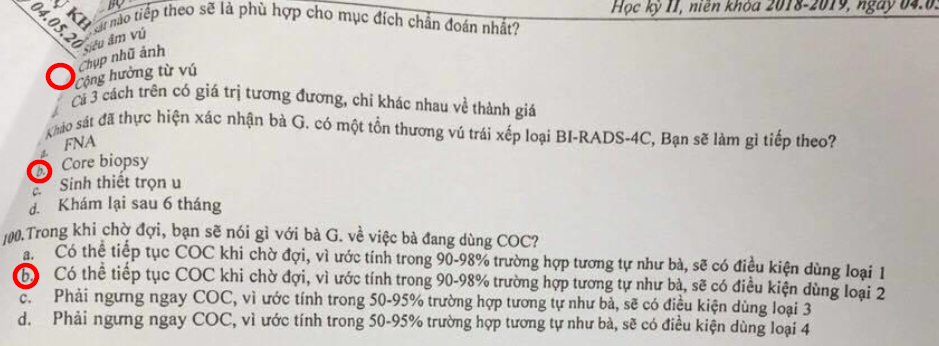 Học kỳ II, niên khóa 2018-2019, ngày 04.0
04.05.20
sát nào tiếp theo sẽ là phù hợp cho mục đích chẩn đoán nhất?
Siêu âm vú
Chụp nhũ ảnh
Cộng hưởng từ vú
Cả 3 cách trên có giá trị tương đương, chỉ khác nhau về thành giá
Khảo sát đã thực hiện xác nhận bà G. có một tổn thương vú trái xếp loại BI-RADS-4C, Bạn sẽ làm gì tiếp theo?
a. FNA
b. Core biopsy
c. Sinh thiết trọn u
d. Khám lại sau 6 tháng
100.Trong khi chờ đợi, bạn sẽ nói gì với bà G. về việc bà đang dùng COC?
a. Có thể tiếp tục COC khi chờ đợi, vì ước tính trong 90-98% trường hợp tương tự như bà, sẽ có điều kiện dùng loại 1
b. Có thể tiếp tục COC khi chờ đợi, vì ước tính trong 90-98% trường hợp tương tự như bà, sẽ có điều kiện dùng loại 2
c. Phải ngưng ngay COC, vì ước tính trong 50-95% trường hợp tương tự như bà, sẽ có điều kiện dùng loại 3
d. Phải ngưng ngay COC, vì ước tính trong 50-95% trường hợp tương tự như bà, sẽ có điều kiện dùng loại 4